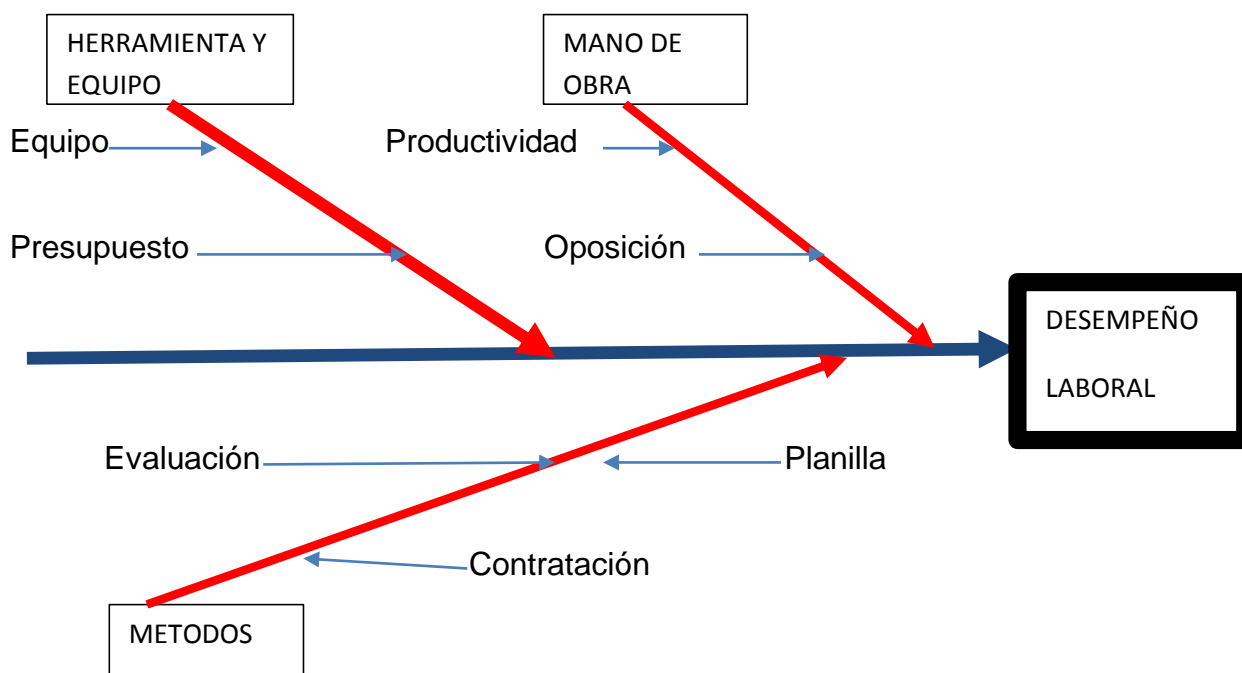 HERRAMIENTA Y
EQUIPO
MANO DE
OBRA
Equipo
Productividad
Presupuesto
Oposición
DESEMPEÑO
LABORAL
Evaluación
Planilla
Contratación
METODOS